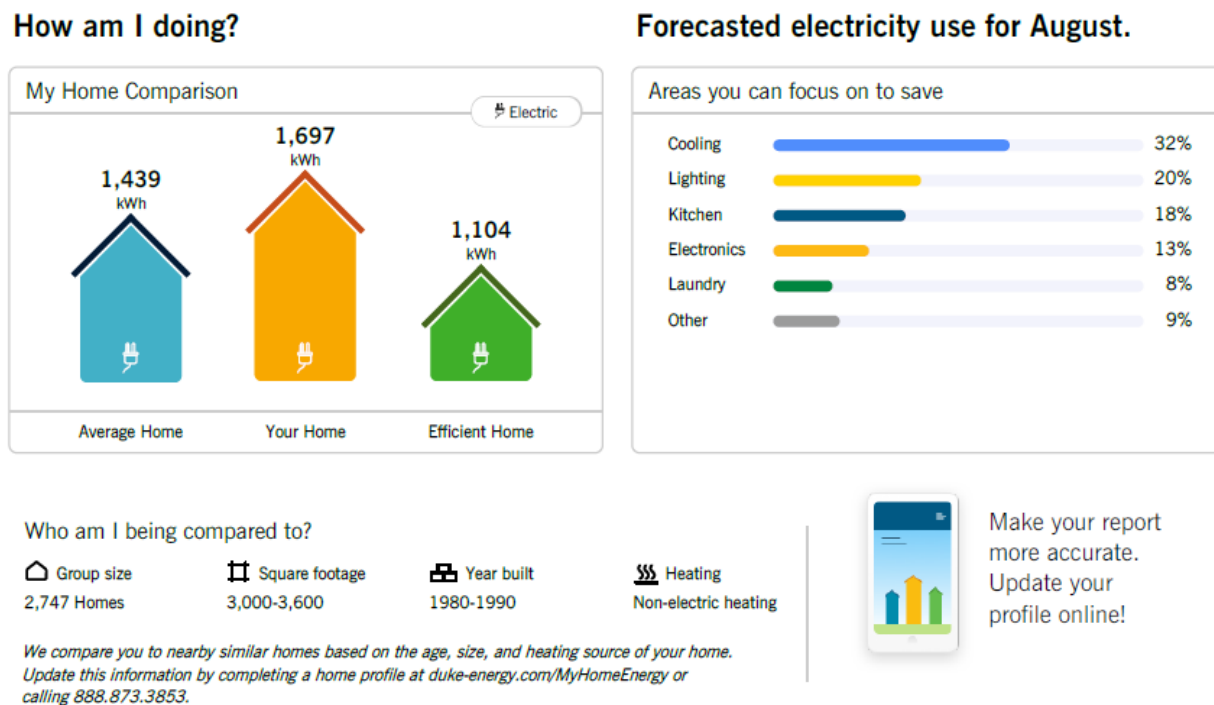 How am I doing?
My Home Comparison
Electric
1,439
kWh
1,697
kWh
1,104
kWh
Average Home
Your Home
Efficient Home
Forecasted electricity use for August.
Areas you can focus on to save
Cooling 32%
Lighting 20%
Kitchen 18%
Electronics 13%
Laundry 8%
Other 9%
Who am I being compared to?
Group size
2,747 Homes
Square footage
3,000-3,600
Year built
1980-1990
Heating
Non-electric heating
We compare you to nearby similar homes based on the age, size, and heating source of your home.
Update this information by completing a home profile at duke-energy.com/MyHomeEnergy or
calling 888.873.3853.
Make your report
more accurate.
Update your
profile online!